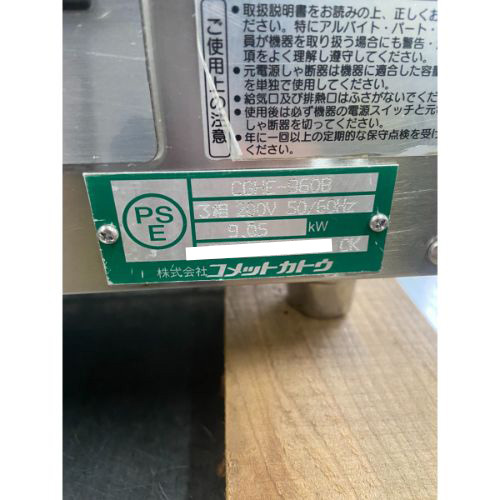 ご使用上の注意
●取扱説明書をお読みの上、正しくお
ださい。特にアルバイト・パート・
員が機器を取り扱う場合にも警告・
項をよく理解し遵守してください。
●元電源しゃ断器は機器に適合した容量
を単独で使用してください。
●給気口及び排熱口はふさがないでくだ
●使用後は必ず機器の電源スイッチと元
しゃ断器を切ってください。
●年に一回以上の定期的な保守点検を受け
ください。
PS
E
3相 200V 50/60Hz
9.05 kW
OK
株式会社 コメットカトウ